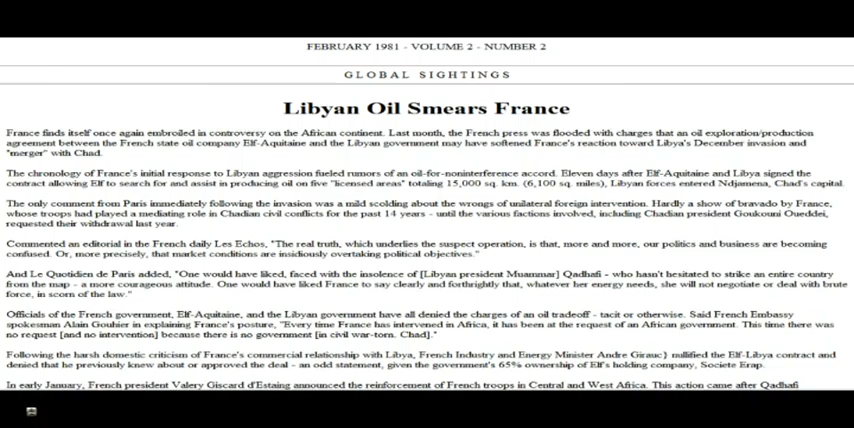 FEBRUARY 1981 - VOLUME 2 - NUMBER 2
GLOBAL SIGHTINGS
Libyan Oil Smears France
France finds itself once again embroiled in controversy on the African continent. Last month, the French press was flooded with charges that an oil exploration/production
agreement between the French state oil company Elf-Aquitaine and the Libyan government may have softened France's reaction toward Libya's December invasion and
"merger" with Chad.
The chronology of France's initial response to Libyan aggression fueled rumors of an oil-for-noninterference accord. Eleven days after Elf-Aquitaine and Libya signed the
contract allowing Elf to search for and assist in producing oil on five "licensed areas" totaling 15,000 sq. km. (6,100 sq. miles), Libyan forces entered Ndjamena, Chad's capital.
The only comment from Paris immediately following the invasion was a mild scolding about the wrongs of unilateral foreign intervention. Hardly a show of bravado by France,
whose troops had played a mediating role in Chadian civil conflicts for the past 14 years - until the various factions involved, including Chadian president Goukouni Oueddei,
requested their withdrawal last year.
Commented an editorial in the French daily Les Echos, "The real truth, which underlies the suspect operation, is that, more and more, our politics and business are becoming
confused. Or, more precisely, that market conditions are insidiously overtaking political objectives."
And Le Quotidien de Paris added, "One would have liked, faced with the insolence of [Libyan president Muammar] Qadhafi - who hasn't hesitated to strike an entire country
from the map - a more courageous attitude. One would have liked France to say clearly and forthrightly that, whatever her energy needs, she will not negotiate or deal with brute
force, in scorn of the law."
Officials of the French government, Elf-Aquitaine, and the Libyan government have all denied the charges of an oil tradeoff - tacit or otherwise. Said French Embassy
spokesman Alain Gouhier in explaining France's posture, "Every time France has intervened in Africa, it has been at the request of an African government. This time there was
no request [and no intervention] because there is no government [in civil war-torn. Chad]."
Following the harsh domestic criticism of France's commercial relationship with Libya, French Industry and Energy Minister Andre Girauc} nullified the Elf-Libya contract and
denied that he previously knew about or approved the deal - an odd statement, given the government's 65% ownership of Elf's holding company, Societe Erap.
In early January, French president Valery Giscard d'Estaing announced the reinforcement of French troops in Central and West Africa. This action came after Qadhafi